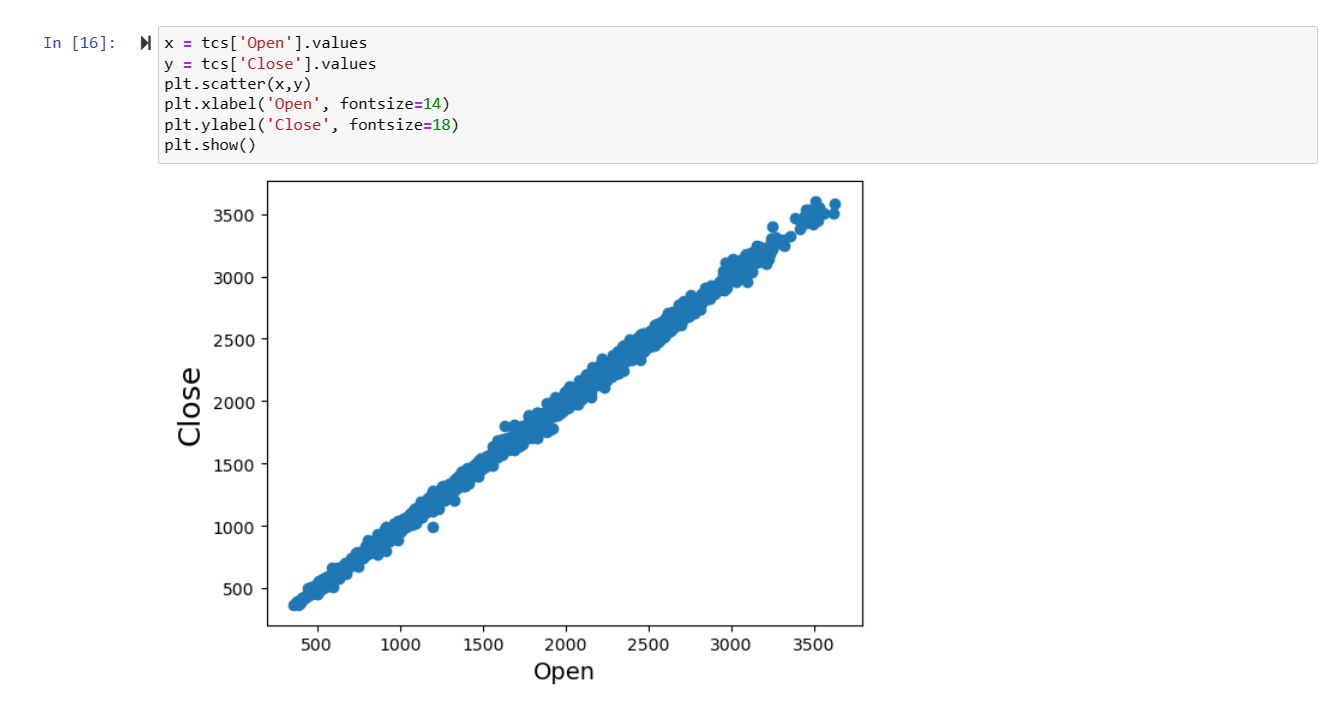 In [16]:
x = tcs['Open'].values
y = tcs['Close'].values
plt.scatter(x,y)
plt.xlabel('Open', fontsize=14)
plt.ylabel('Close', fontsize=18)
plt.show()
3500
3000
2500
2000
1500
1000
500
Close
500 1000 1500 2000 2500 3000 3500
Open